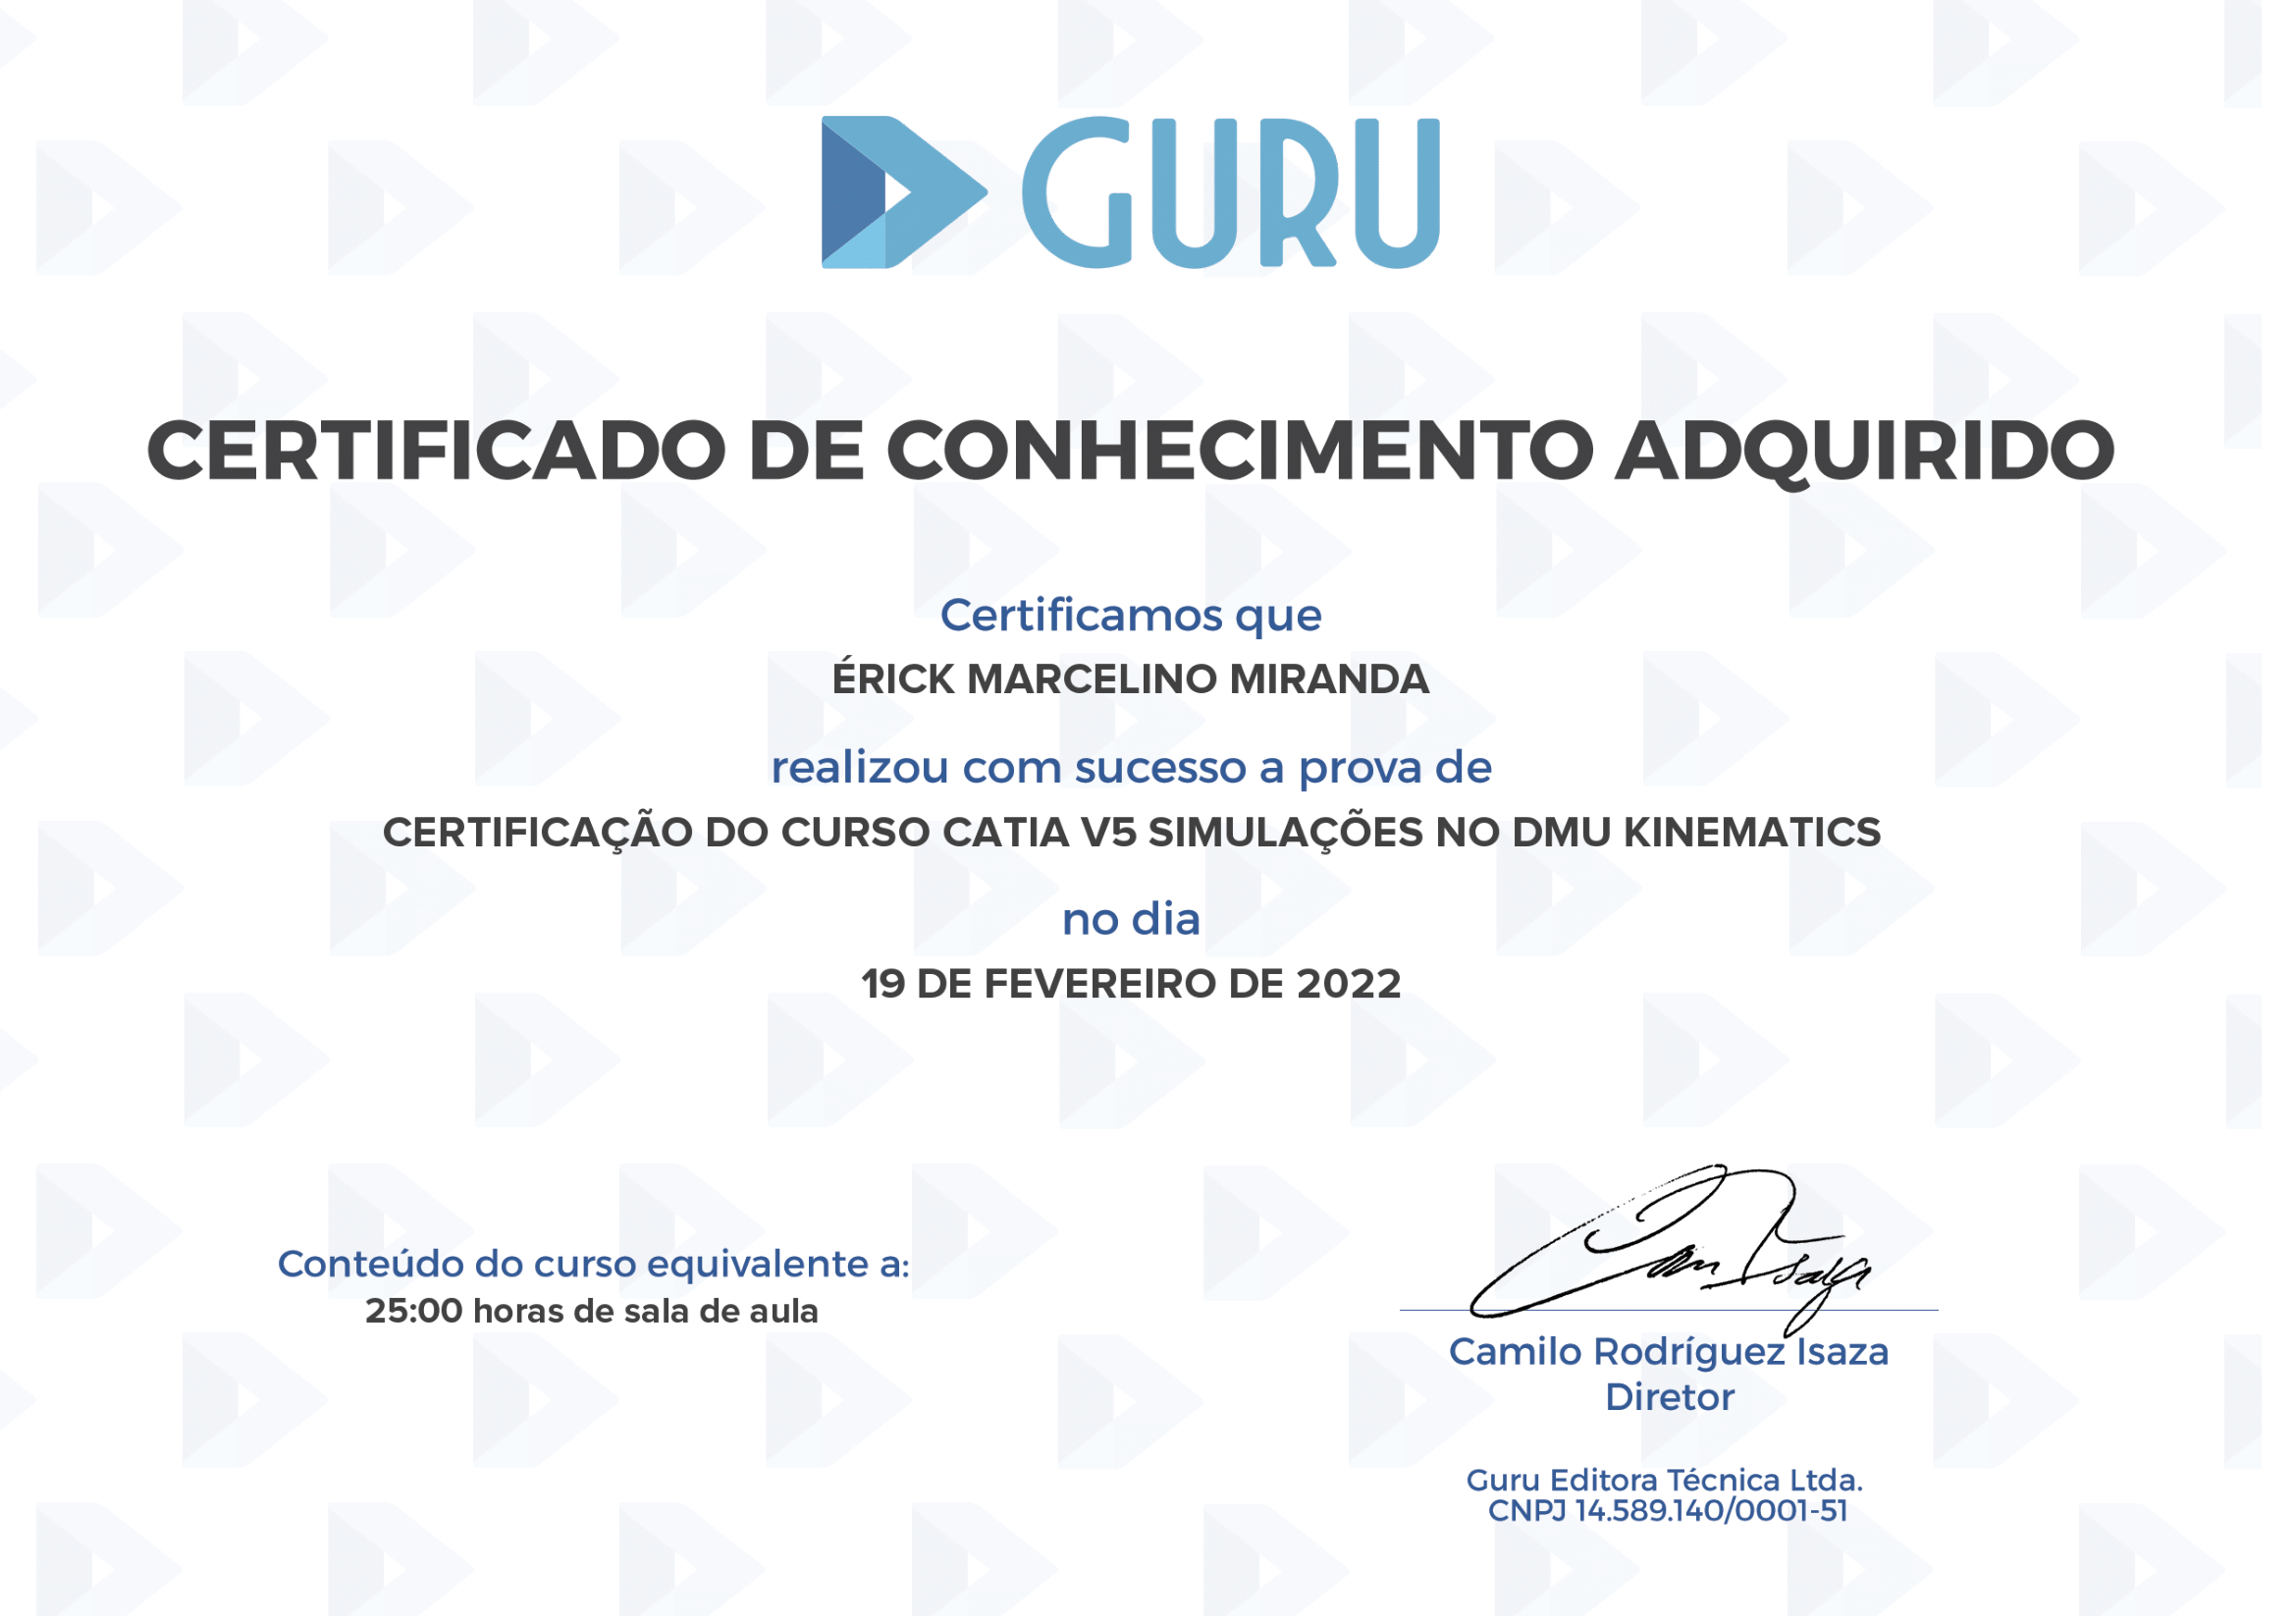 GURU
CERTIFICADO DE CONHECIMENTO ADQUIRIDO
Certificamos que
ÉRICK MARCELINO MIRANDA
realizou com sucesso a prova de
CERTIFICAÇÃO DO CURSO CATIA V5 SIMULAÇÕES NO DMU KINEMATICS
no dia
19 DE FEVEREIRO DE 2022
Conteúdo do curso equivalente a:
25:00 horas de sala de aula
Camilo Rodríguez Isaza
Diretor
Guru Editora Técnica Ltda.
CNPJ 14.589.140/0001-51